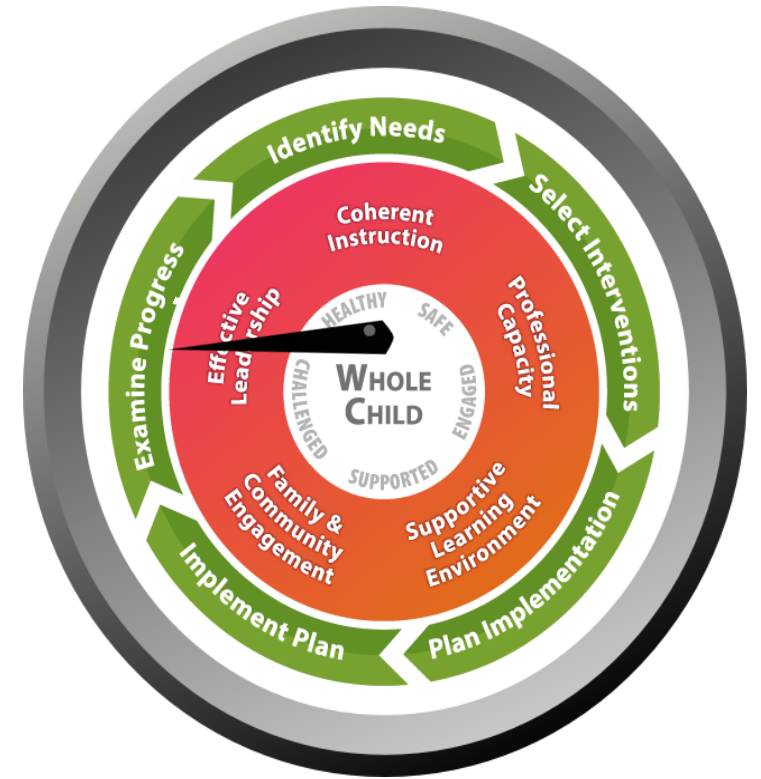 Identify Needs
Select Interventions
Plan Implementation
Implement Plan
Examine Progress
Coherent
Instruction
Professional
Capacity
Supportive
Learning
Environment
Family &
Community
Engagement
Effective
Leadership
HEALTHY
SAFE
ENGAGED
SUPPORTED
CHALLENGED
WHOLE
CHILD